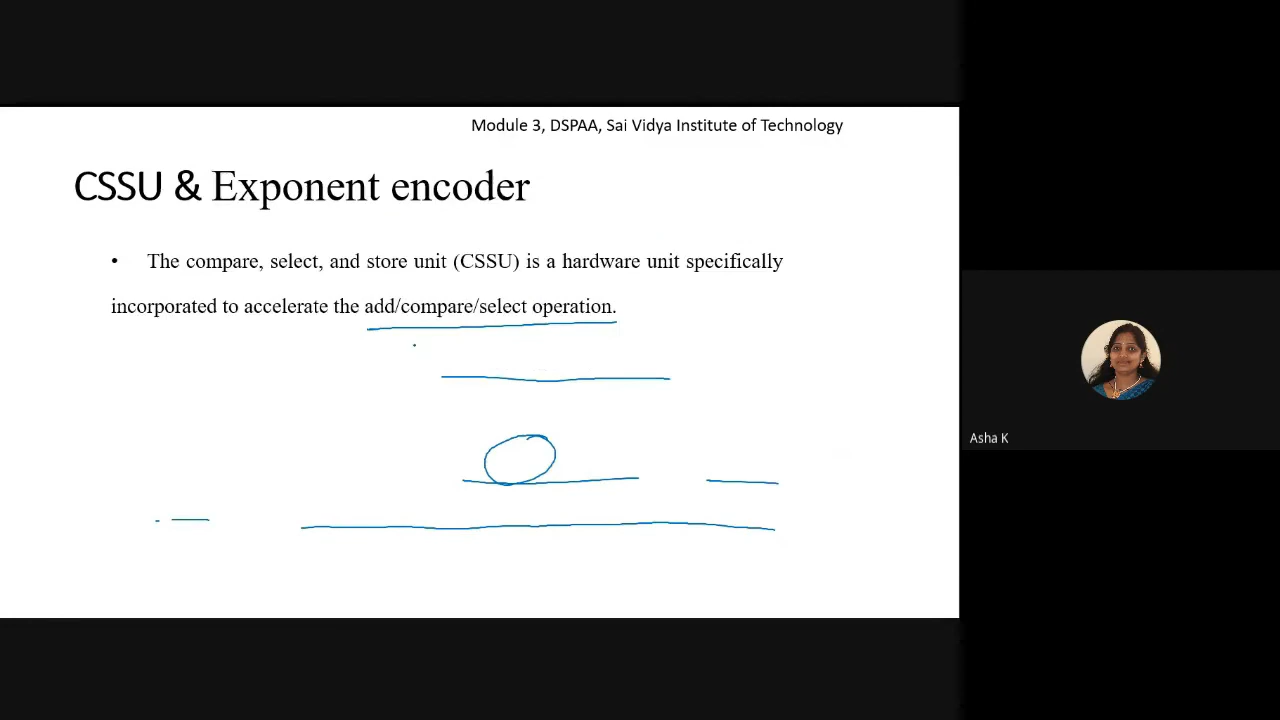 Module 3, DSPAA, Sai Vidya Institute of Technology
CSSU & Exponent encoder
• The compare, select, and store unit (CSSU) is a hardware unit specifically
incorporated to accelerate the add/compare/select operation.
Asha K